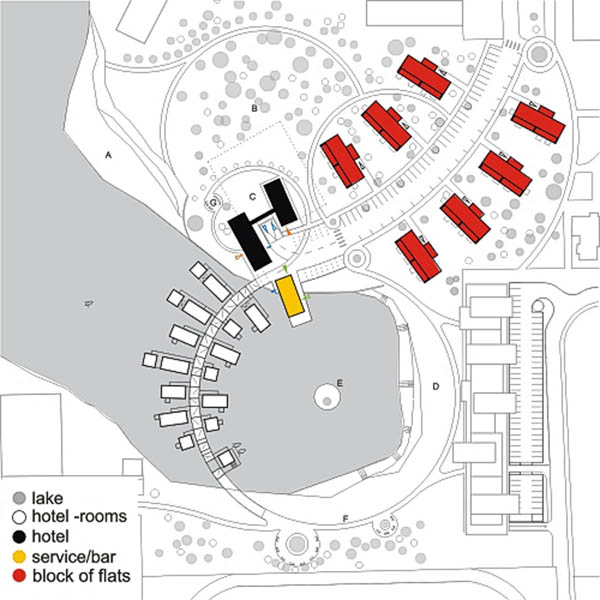 B
A
G
C
E
D
F
lake
hotel -rooms
hotel
service/bar
block of flats